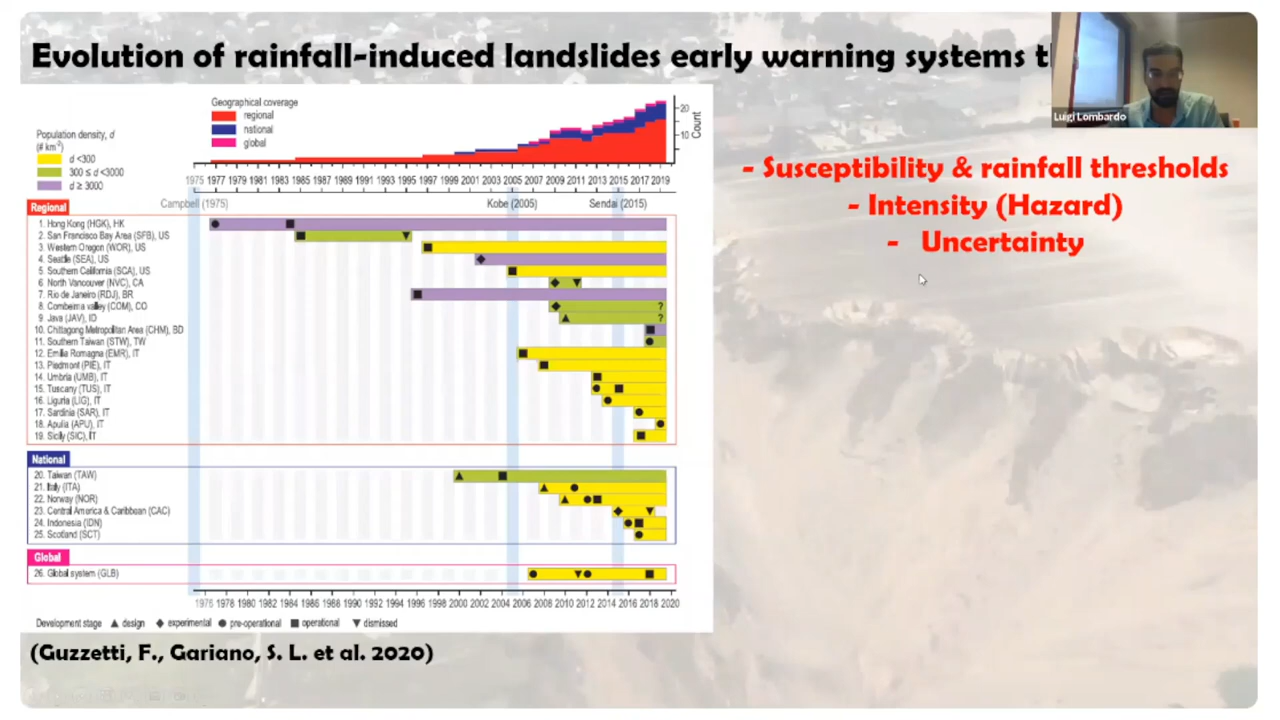 Evolution of rainfall-induced landslides early warning systems t
Luigi Lombardo
Geographical coverage
regional
national
global
20
10
Count
Population density, d
(# km-2)
d <300
300 ≤ d <3000
d ≥ 3000
1975 1977 1979 1981 1983 1985 1987 1989 1991 1993 1995 1997 1999 2001 2003 2005 2007 2009 2011 2013 2015 2017 2019
Campbell (1975) Kobe (2005) Sendai (2015)
Regional
1. Hong Kong (HGK), HK
2. San Francisco Bay Area (SFB), US
3. Western Oregon (WOR), US
4. Seattle (SEA), US
5. Southern California (SCA), US
6 North Vancouver (NVC), CA
7. Rio de Janeiro (RDJ), BR
8. Combeima valley (COM), CO ?
9. Java (JAV), ID ?
10. Chittagong Metropolitan Area (CHM), BD
11. Southern Taiwan (STW), TW
12. Emilia Romagna (EMR), IT
13. Piedmont (PIE), IT
14. Umbria (UMB), IT
15. Tuscany (TUS), IT
16. Liguria (LIG), IT
17. Sardinia (SAR), IT
18. Apulia (APU), IT
19. Sicily (SIC), IT
National
20. Taiwan (TAW)
21. Italy (ITA)
22. Norway (NOR)
23. Central America & Caribbean (CAC)
24. Indonesia (IDN)
25. Scotland (SCT)
Global
26. Global system (GLB)
1976 1978 1980 1982 1984 1986 1988 1990 1992 1994 1996 1998 2000 2002 2004 2006 2008 2010 2012 2014 2016 2018 2020
Development stage design experimental pre-operational operational dismissed
(Guzzetti, F., Gariano, S. L. et al. 2020)
- Susceptibility & rainfall thresholds
- Intensity (Hazard)
- Uncertainty